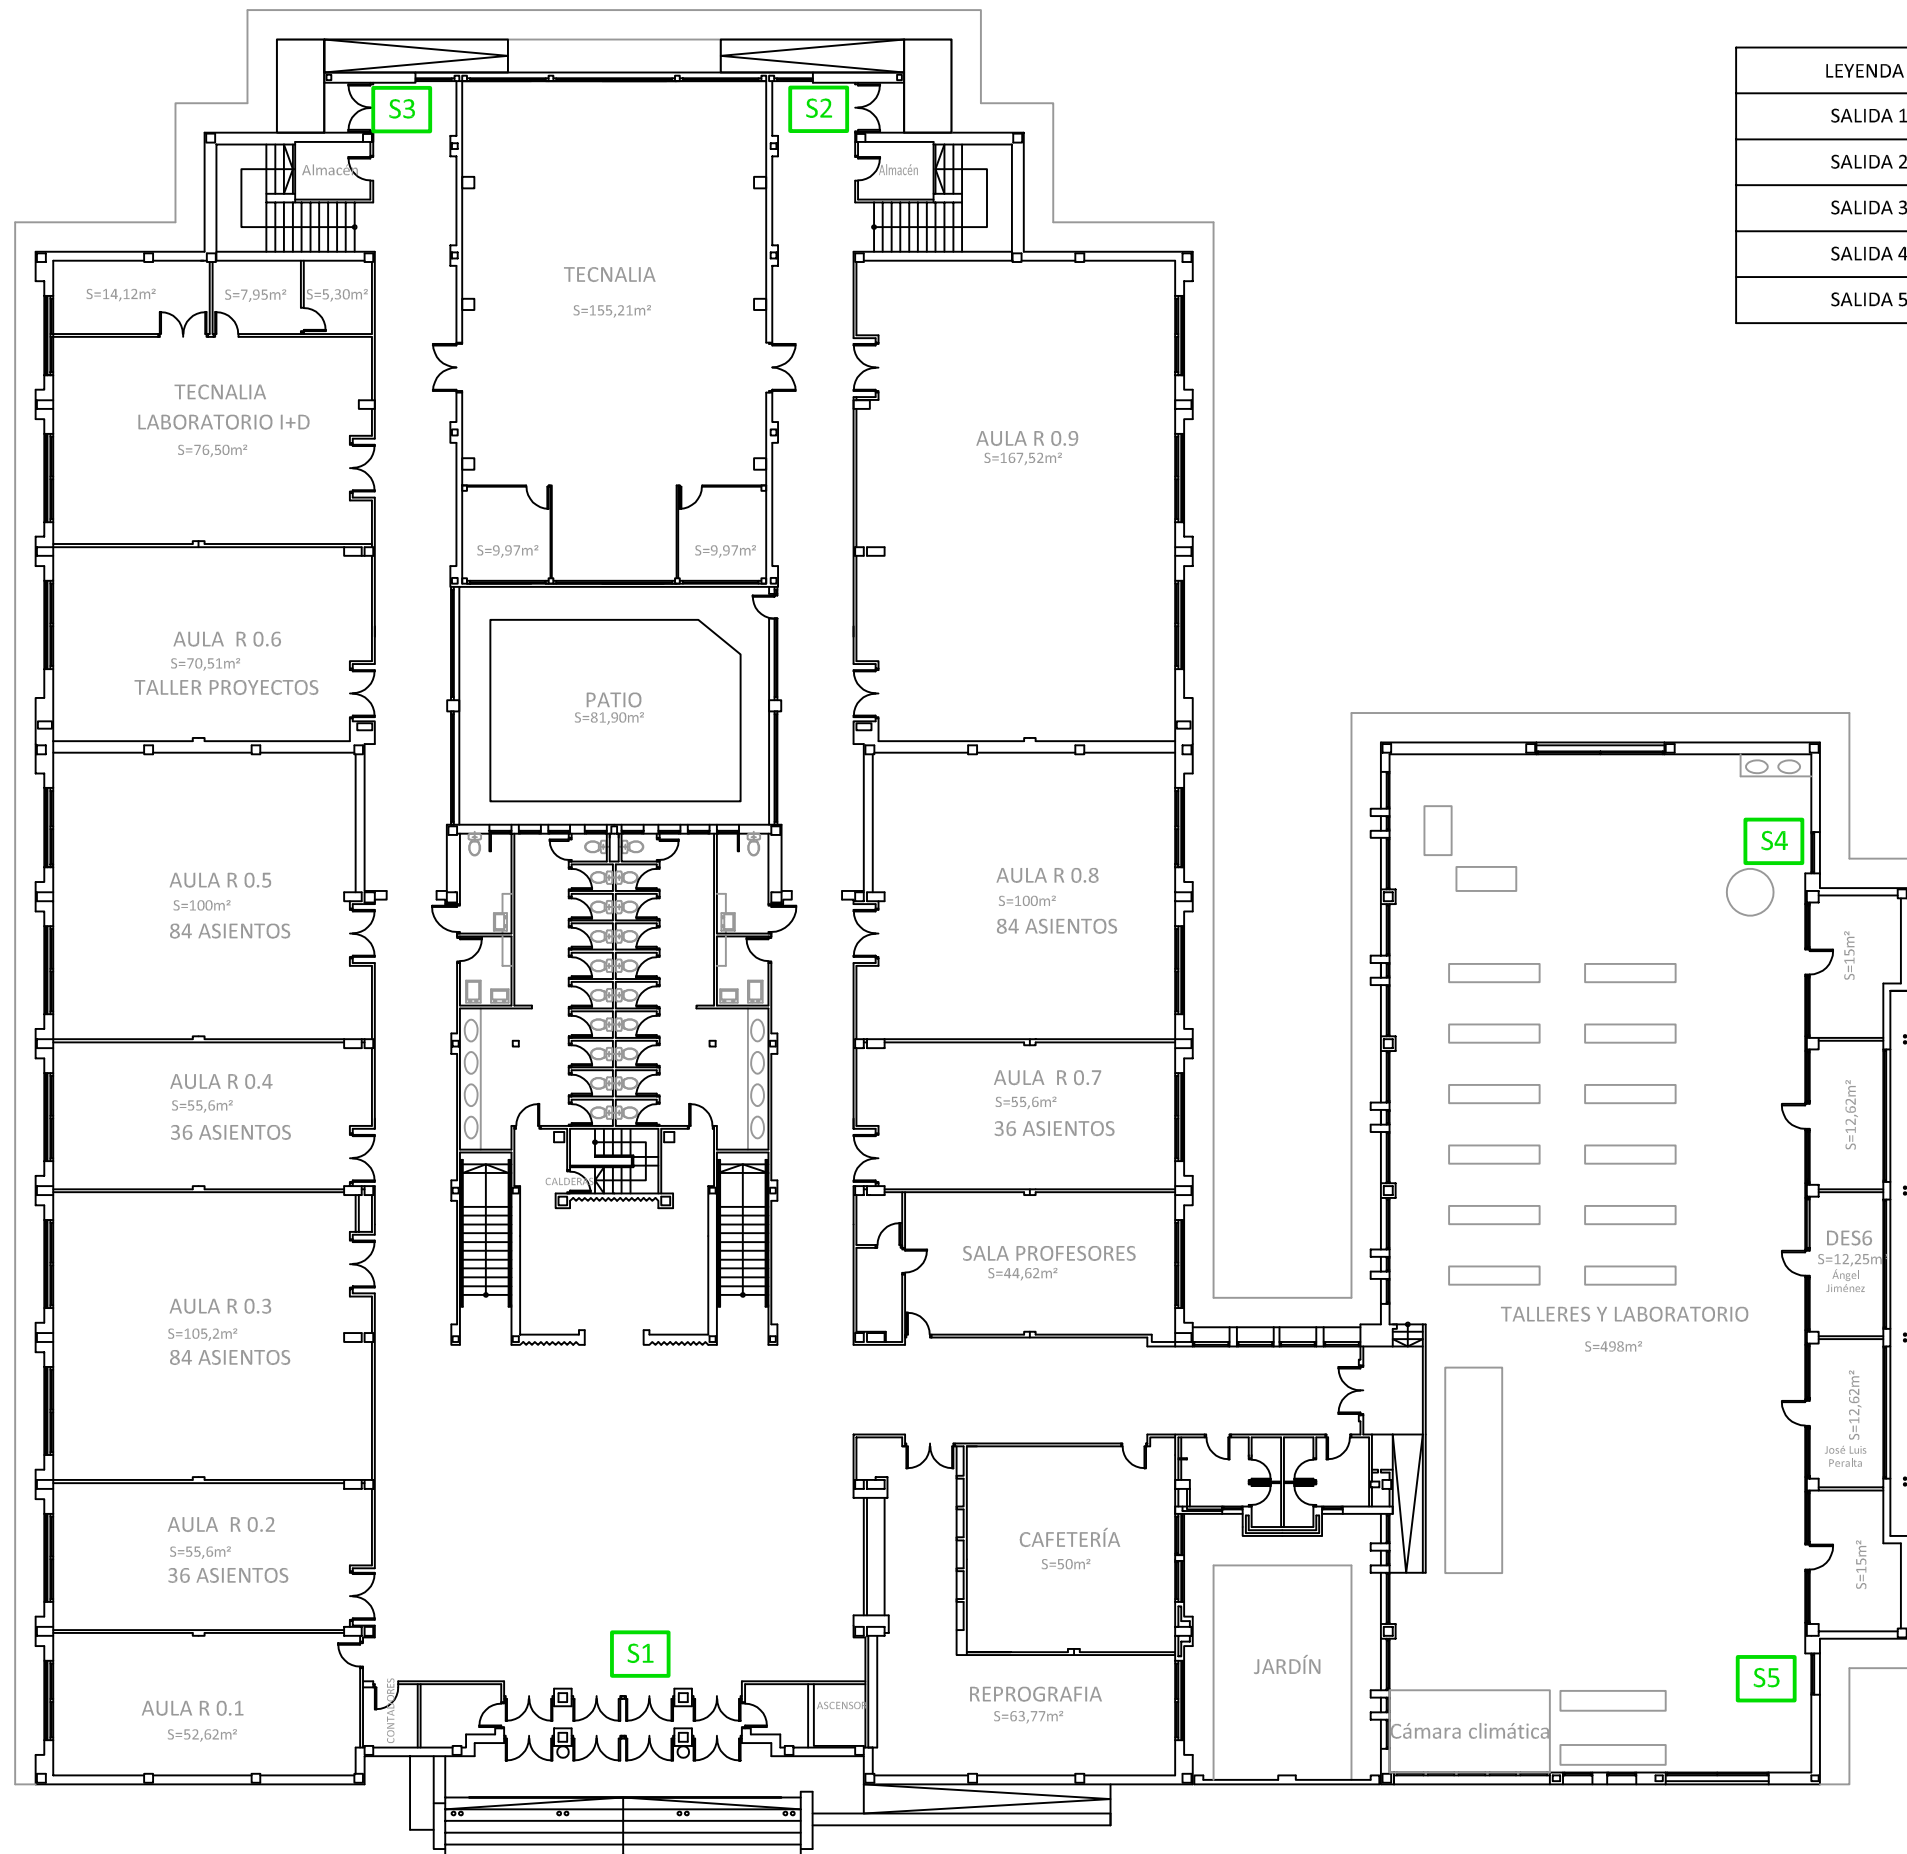 S3
S2
LEYENDA
SALIDA 1
SALIDA 2
SALIDA 3
SALIDA 4
SALIDA 5
Almacén
Almacén
TECNALIA
S=155,21m²
S=14,12m²
S=7,95m²
S=5,30m²
TECNALIA
LABORATORIO I+D
S=76,50m²
AULA R 0.9
S=167,52m²
S=9,97m²
S=9,97m²
AULA R 0.6
S=70,51m²
TALLER PROYECTOS
PATIO
S=81,90m²
S4
AULA R 0.5
S=100m²
84 ASIENTOS
AULA R 0.8
S=100m²
84 ASIENTOS
S=15m²
AULA R 0.4
S=55,6m²
36 ASIENTOS
AULA R 0.7
S=55,6m²
36 ASIENTOS
S=12,62m²
CALDERAS
SALA PROFESORES
S=44,62m²
DES6
S=12,25m²
Ángel
Jiménez
AULA R 0.3
S=105,2m²
84 ASIENTOS
TALLERES Y LABORATORIO
S=498m²
S=12,62m²
José Luis
Peralta
AULA R 0.2
S=55,6m²
36 ASIENTOS
CAFETERÍA
S=50m²
S=15m²
S1
JARDÍN
S5
AULA R 0.1
S=52,62m²
CONTADORES
ASCENSOR
REPROGRAFIA
S=63,77m²
Cámara climática